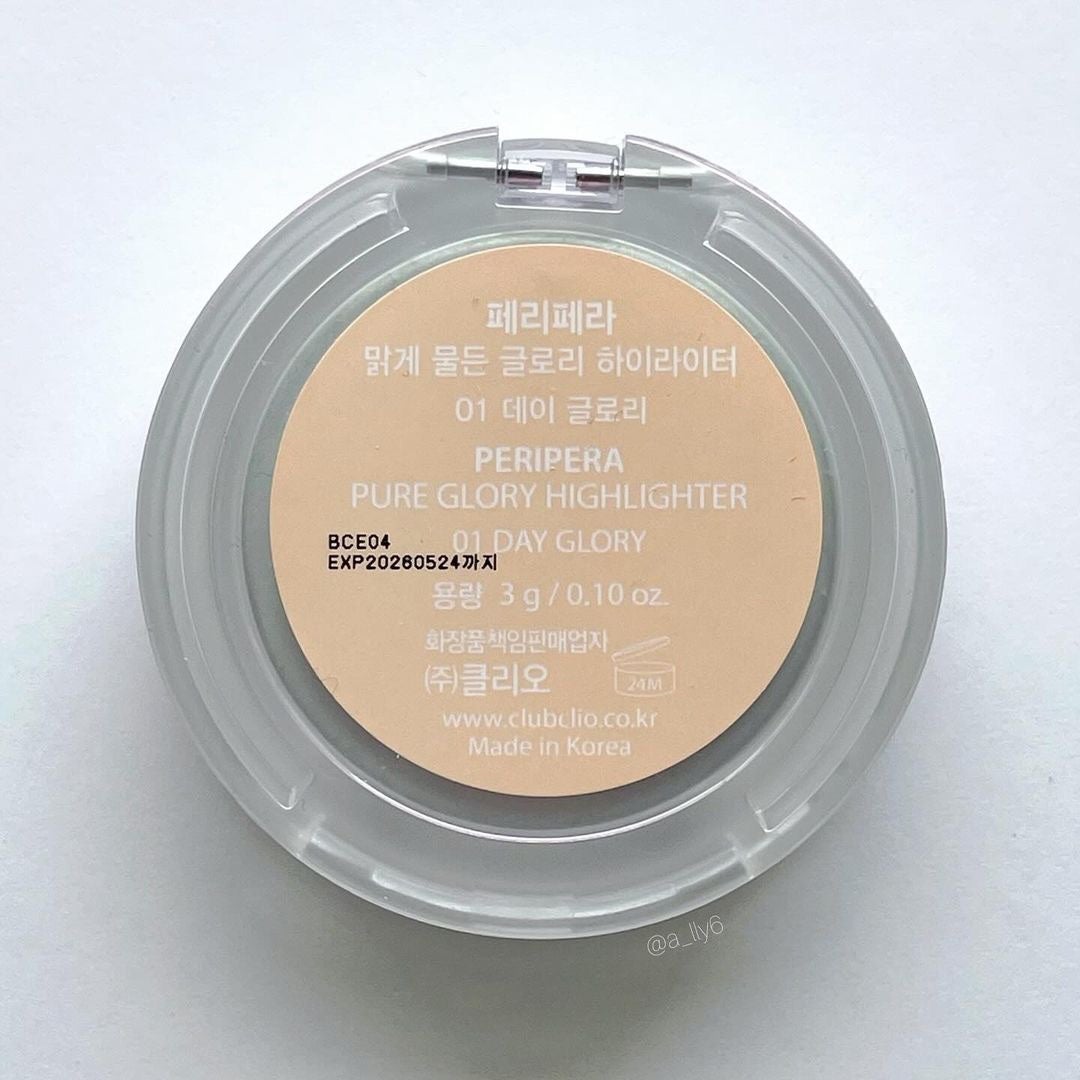 페리페라
맑게 물든 글로리 하이라이터
01 데이 글로리
PERIPERA
PURE GLORY HIGHLIGHTER
01 DAY GLORY
BCE04
EXP20260524까지
용량 3 g / 0.10 oz.
화장품책임판매업자
㈜클리오
24M
www.clubclio.co.kr
Made in Korea
@a_lly6